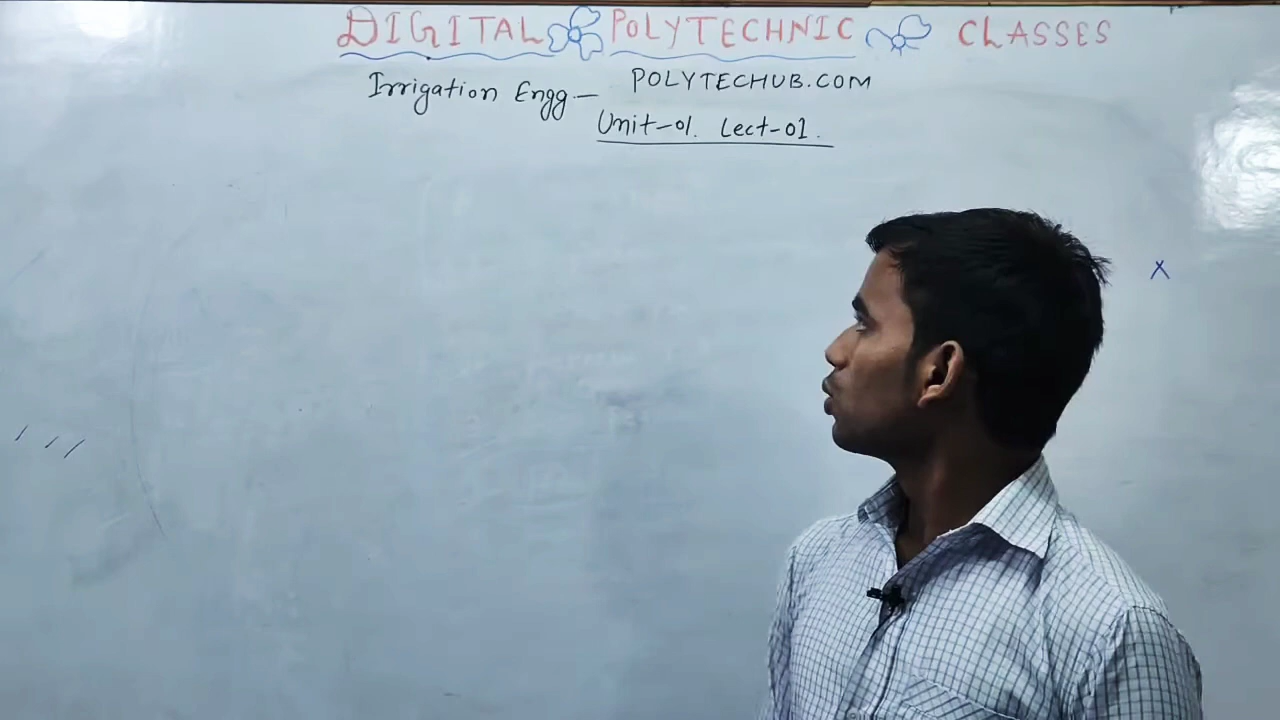 DIGITAL POLYTECHNIC CLASSES
Irrigation Engg.— POLYTECHUB.COM
Unit-01. Lect-01.
X